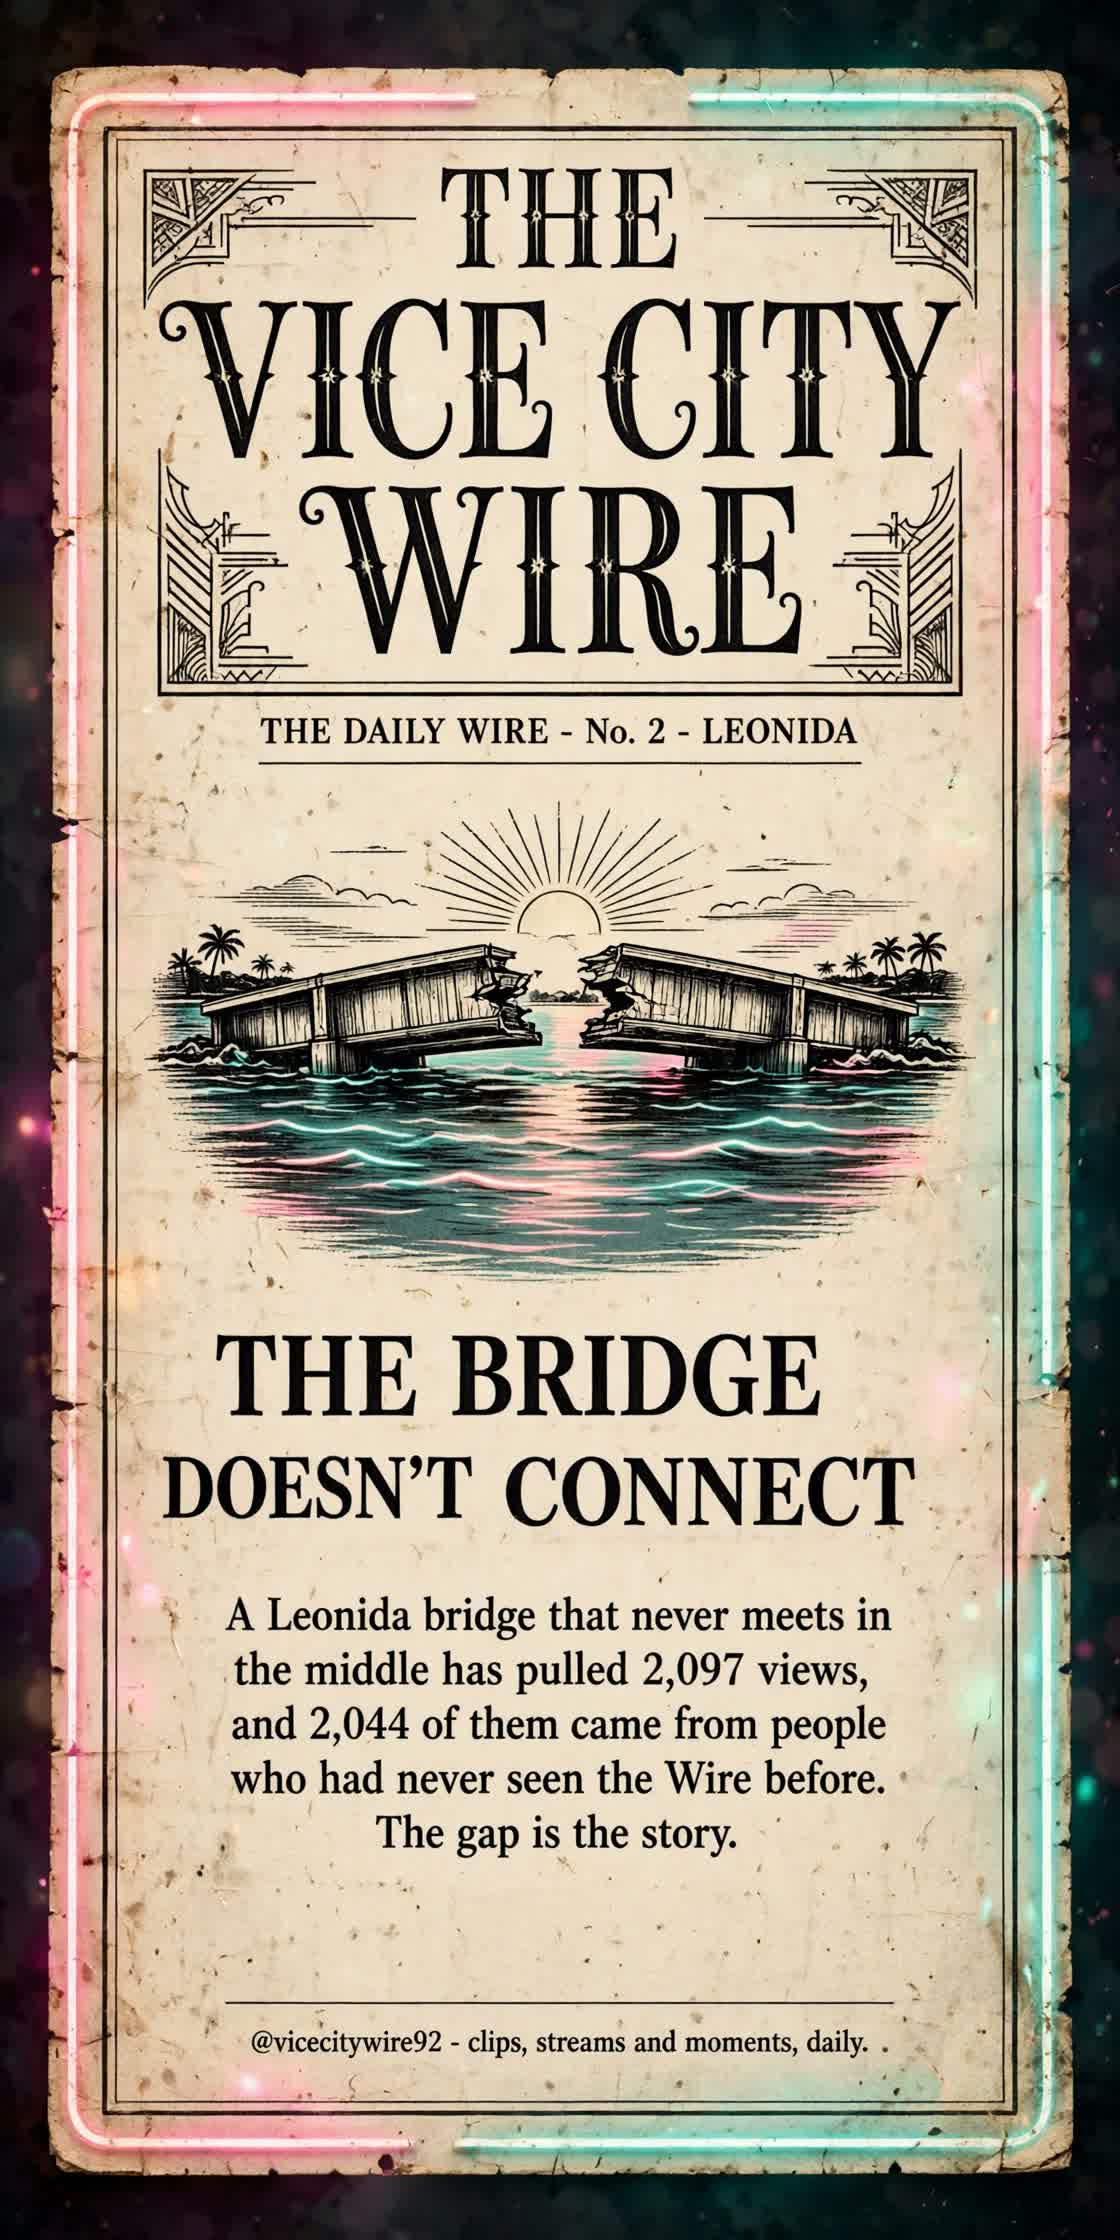 THE
VICE CITY
WIRE
THE DAILY WIRE - No. 2 - LEONIDA
THE BRIDGE
DOESN’T CONNECT
A Leonida bridge that never meets in
the middle has pulled 2,097 views,
and 2,044 of them came from people
who had never seen the Wire before.
The gap is the story.
@vicecitywire92 - clips, streams and moments, daily.